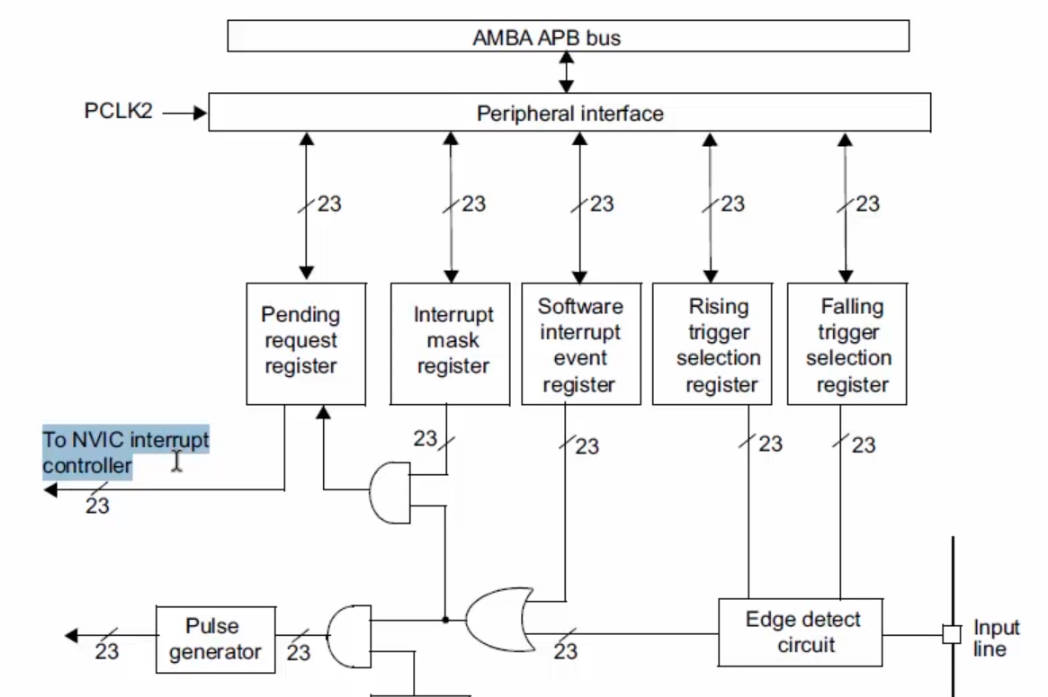 AMBA APB bus
PCLK2
Peripheral interface
23
23
23
23
23
Pending
request
register
Interrupt
mask
register
Software
interrupt
event
register
Rising
trigger
selection
register
Falling
trigger
selection
register
To NVIC interrupt
controller
23
23
23
23
23
Pulse
generator
Edge detect
circuit
Input
line
23
23
23